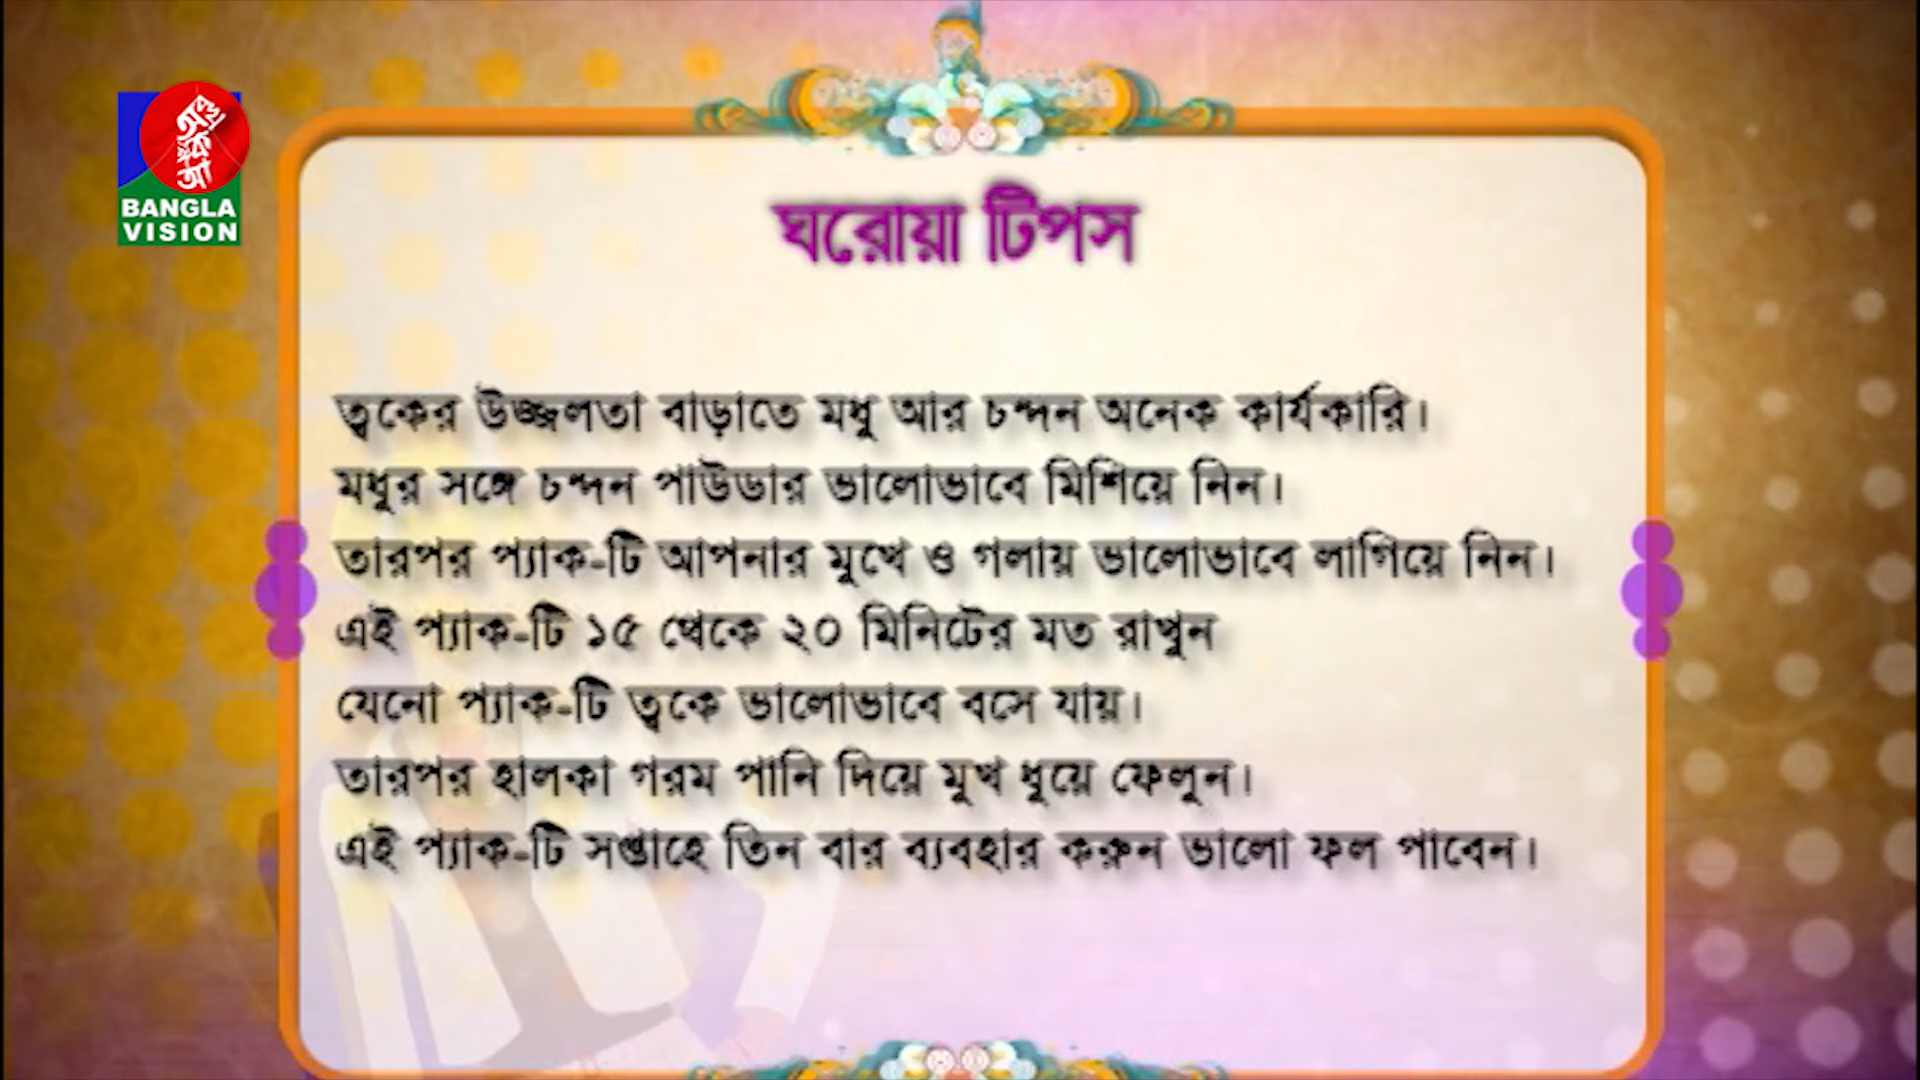 BANGLA
VISION
ঘরোয়া টিপস
ত্বকের উজ্জলতা বাড়াতে মধু আর চন্দন অনেক কার্যকারি।
মধুর সঙ্গে চন্দন পাউডার ভালোভাবে মিশিয়ে নিন।
তারপর প্যাক-টি আপনার মুখে ও গলায় ভালোভাবে লাগিয়ে নিন।
এই প্যাক-টি ১৫ থেকে ২০ মিনিটের মত রাখুন
যেনো প্যাক-টি ত্বকে ভালোভাবে বসে যায়।
তারপর হালকা গরম পানি দিয়ে মুখ ধুয়ে ফেলুন।
এই প্যাক-টি সপ্তাহে তিন বার ব্যবহার করুন ভালো ফল পাবেন।